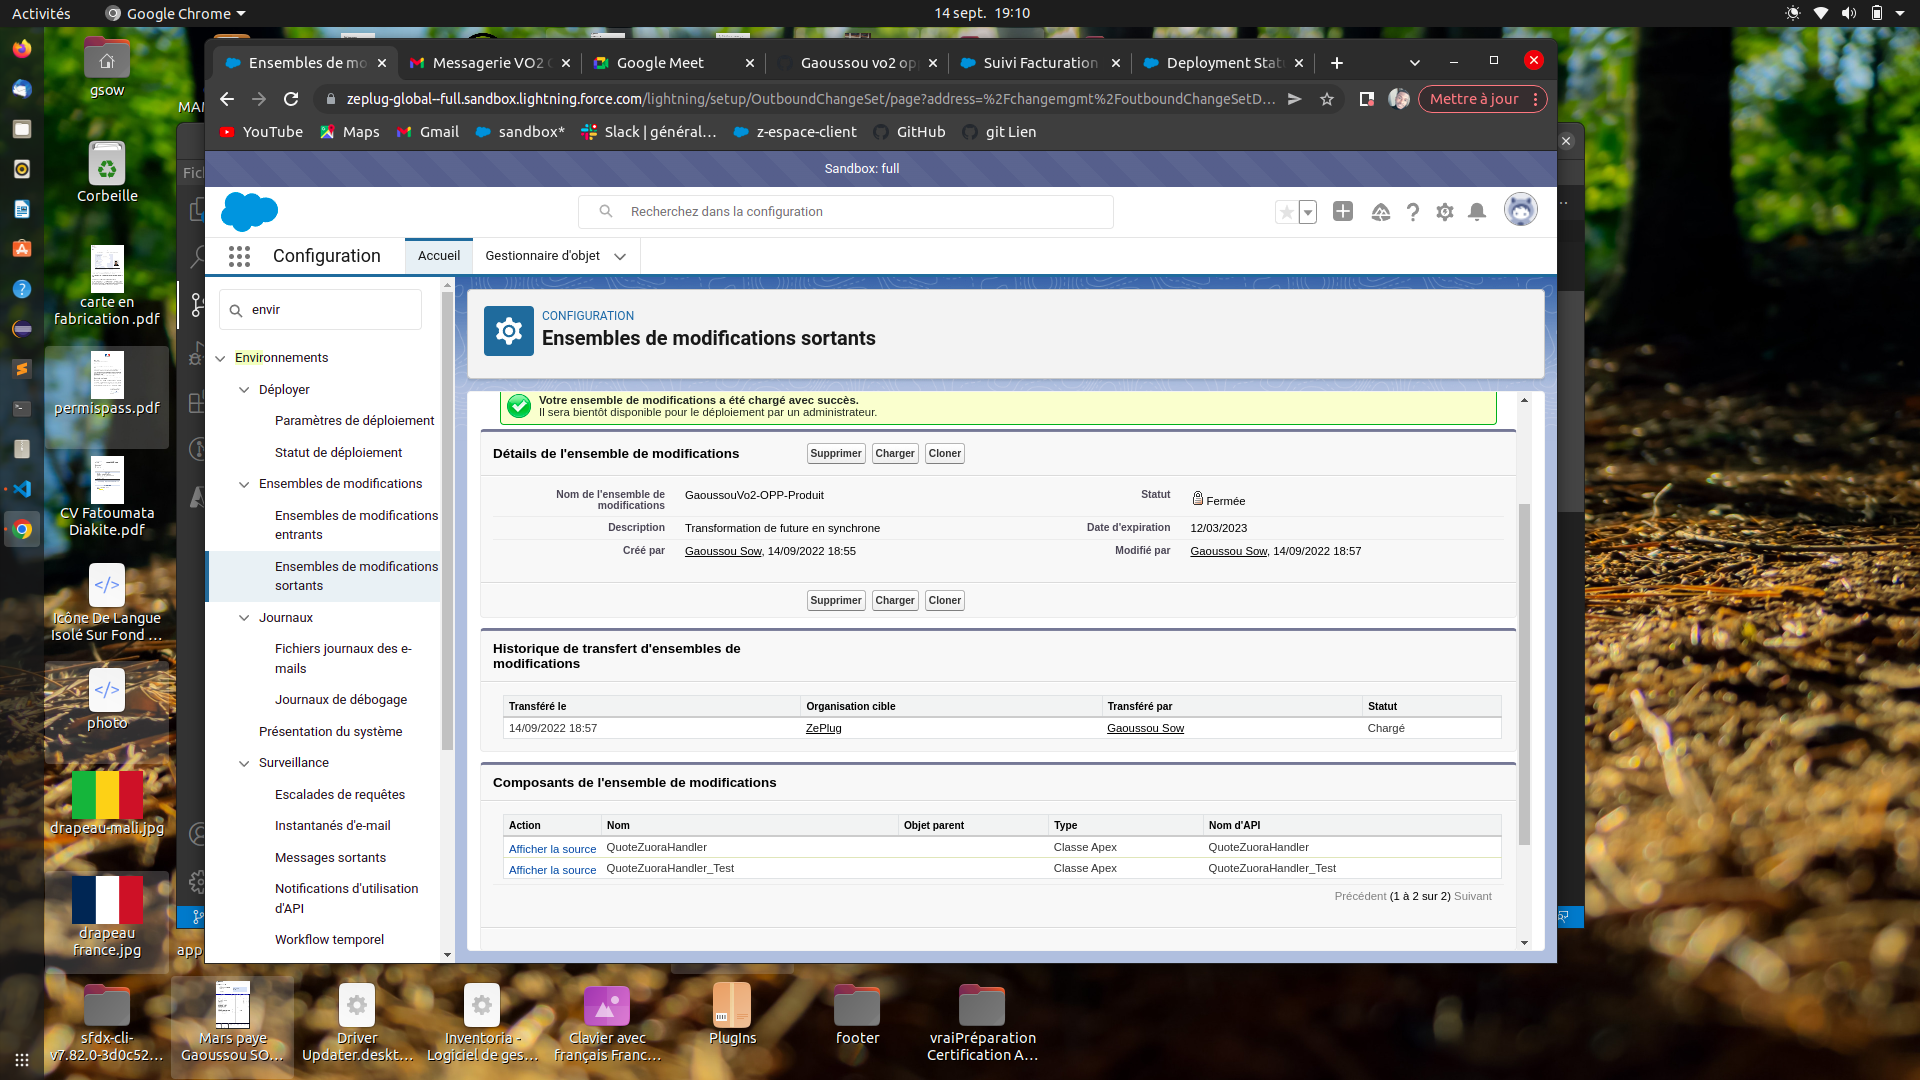 Activités
Google Chrome
14 sept.  19:10
gsow
Corbeille
carte en
fabrication .pdf
permispass.pdf
CV Fatoumata
Diakite.pdf
Icône De Langue
Isolé Sur Fond …
photo
drapeau-mali.jpg
drapeau
france.jpg
sfdx-cli-
v7.82.0-3d0c52…
Mars paye
Gaoussou SO…
Driver
Updater.deskt…
Inventoria -
Logiciel de ges…
Clavier avec
français Franc…
PlugIns
footer
vraiPréparation
Certification A…
Ensembles de mo
Messagerie VO2
Google Meet
Gaoussou vo2 op
Suivi Facturation
Deployment Stat
zeplug-global--full.sandbox.lightning.force.com/lightning/setup/OutboundChangeSet/page?address=%2Fchangemgmt%2FoutboundChangeSetD…
Mettre à jour
YouTube
Maps
Gmail
sandbox*
Slack | général…
z-espace-client
GitHub
git Lien
Sandbox: full
Recherchez dans la configuration
Configuration
Accueil
Gestionnaire d'objet
envir
Environnements
Déployer
Paramètres de déploiement
Statut de déploiement
Ensembles de modifications
Ensembles de modifications
entrants
Ensembles de modifications
sortants
Journaux
Fichiers journaux des e-
mails
Journaux de débogage
Présentation du système
Surveillance
Escalades de requêtes
Instantanés d'e-mail
Messages sortants
Notifications d'utilisation
d'API
Workflow temporel
CONFIGURATION
Ensembles de modifications sortants
Votre ensemble de modifications a été chargé avec succès.
Il sera bientôt disponible pour le déploiement par un administrateur.
Détails de l'ensemble de modifications
Supprimer Charger Cloner
Nom de l'ensemble de
modifications
GaoussouVo2-OPP-Produit
Statut
Fermée
Description
Transformation de future en synchrone
Date d'expiration
12/03/2023
Créé par
Gaoussou Sow, 14/09/2022 18:55
Modifié par
Gaoussou Sow, 14/09/2022 18:57
Supprimer Charger Cloner
Historique de transfert d'ensembles de
modifications
Transféré le Organisation cible Transféré par Statut
14/09/2022 18:57 ZePlug Gaoussou Sow Chargé
Composants de l'ensemble de modifications
Action Nom Objet parent Type Nom d'API
Afficher la source QuoteZuoraHandler Classe Apex QuoteZuoraHandler
Afficher la source QuoteZuoraHandler_Test Classe Apex QuoteZuoraHandler_Test
Précédent (1 à 2 sur 2) Suivant